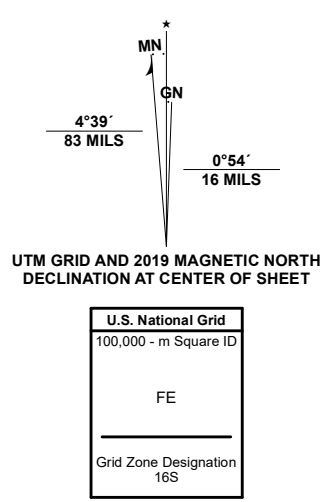 ★
MN
GN
4°39´
83 MILS
0°54´
16 MILS
UTM GRID AND 2019 MAGNETIC NORTH
DECLINATION AT CENTER OF SHEET
U.S. National Grid
100,000 - m Square ID
FE
Grid Zone Designation
16S